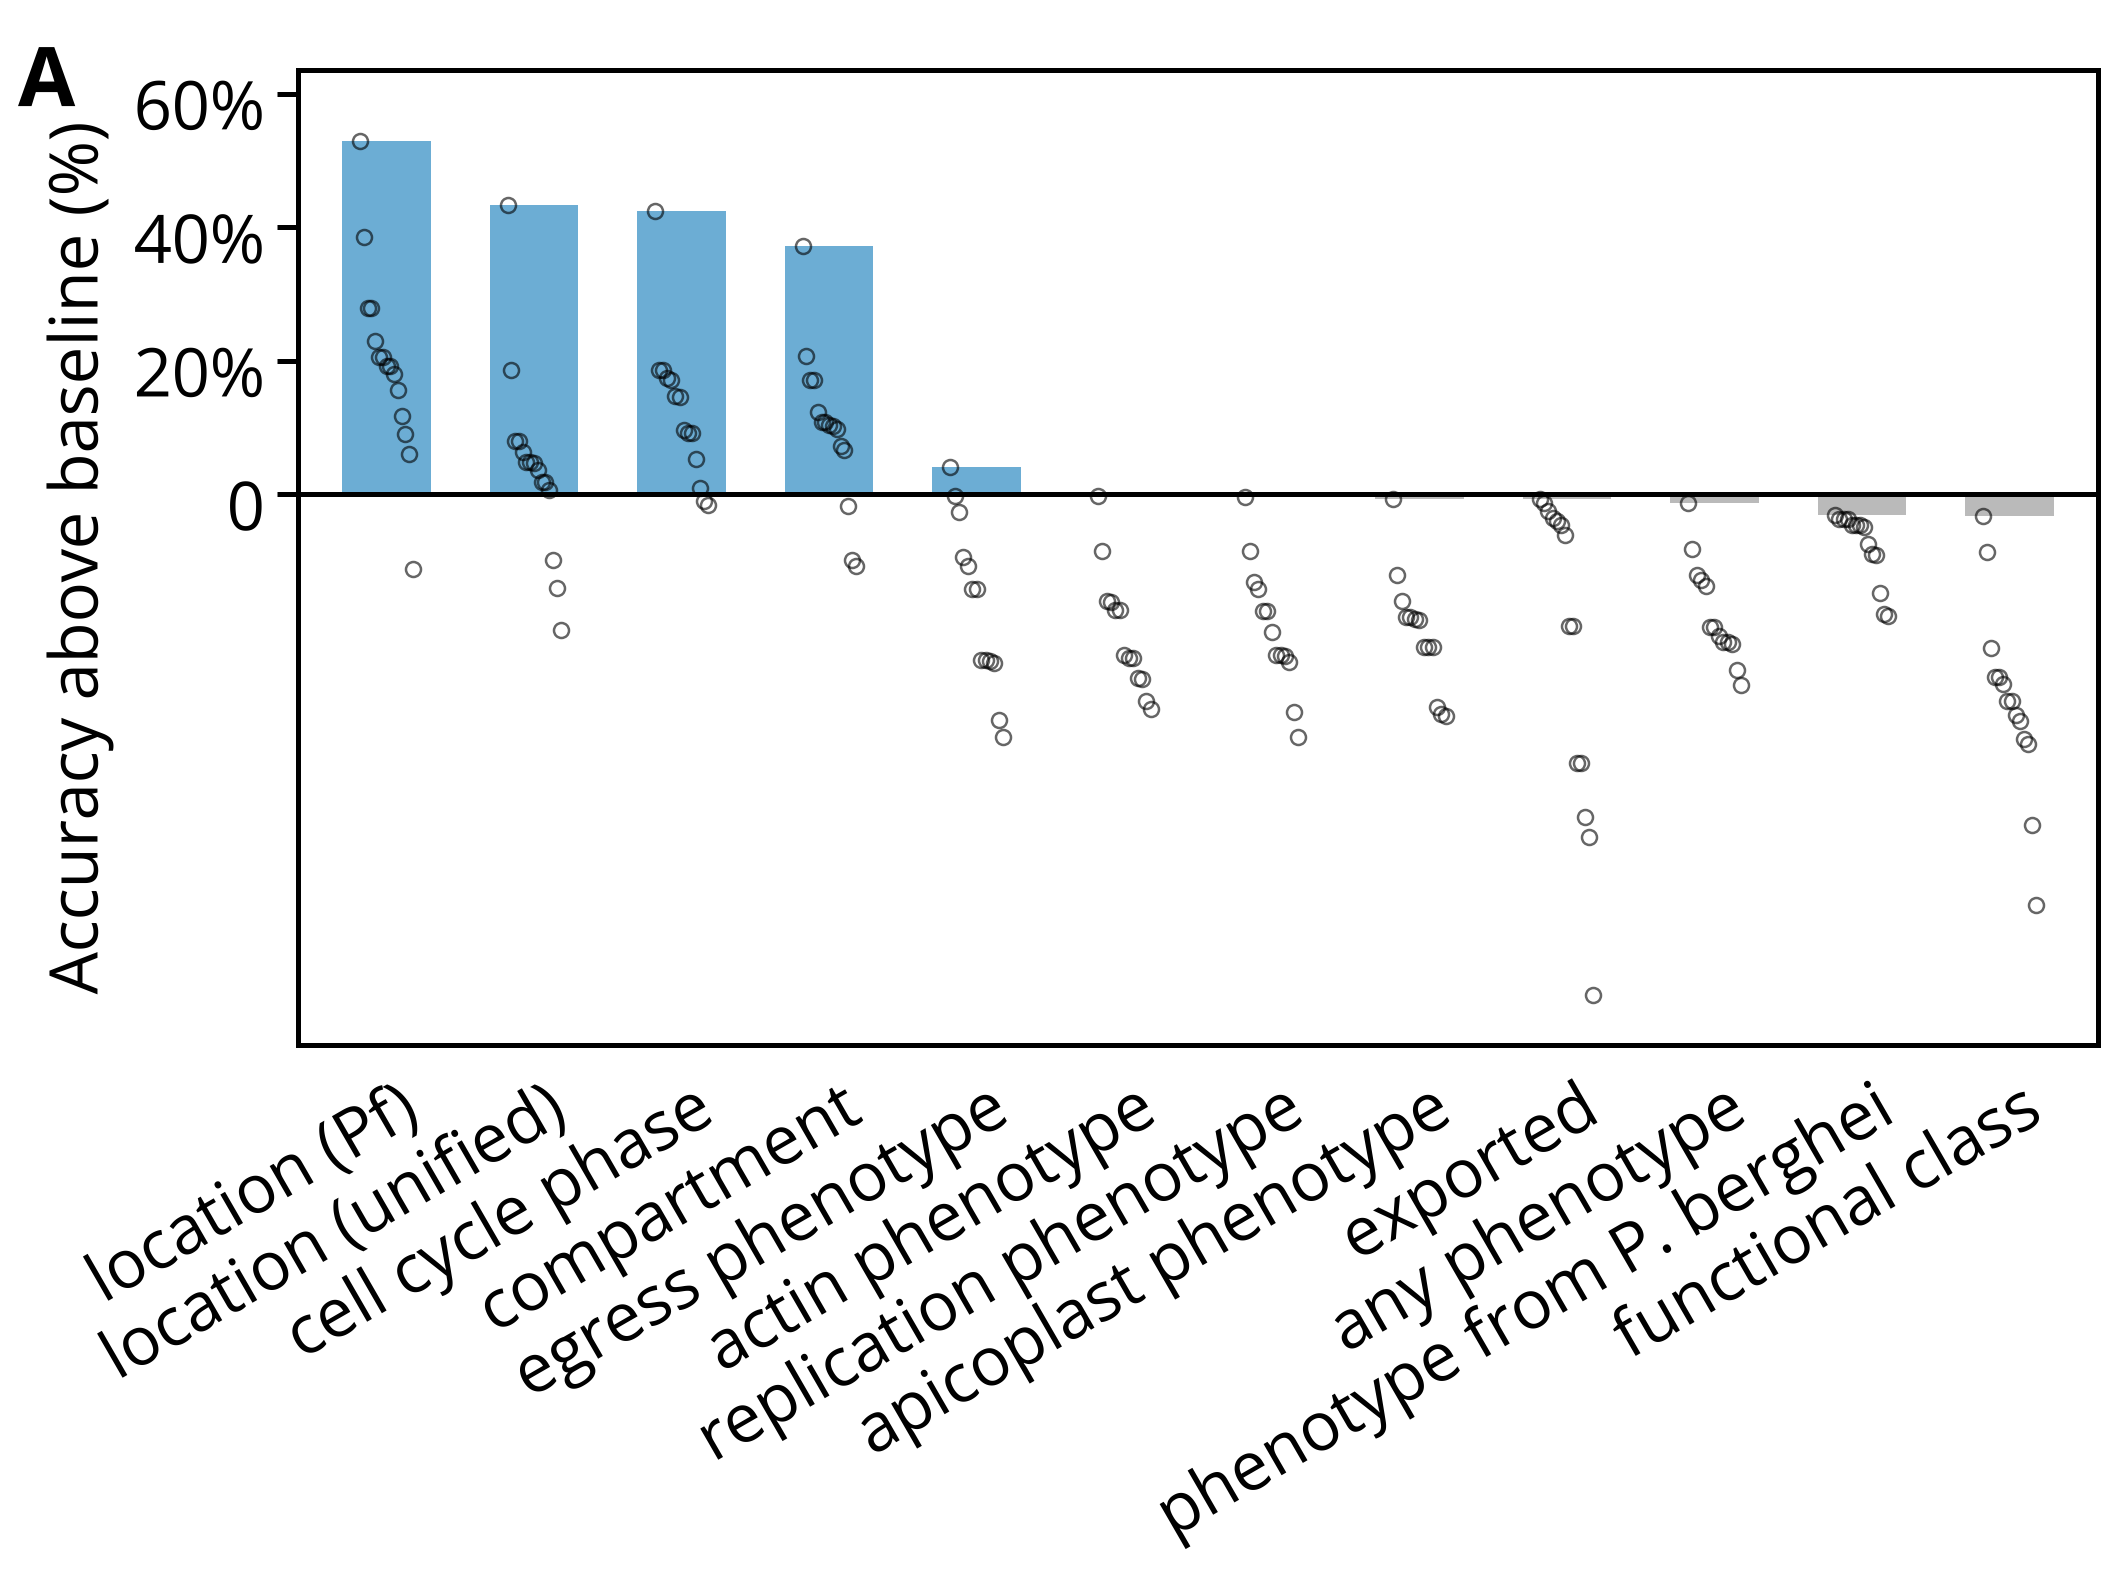 A
Accuracy above baseline (%)
60%
40%
20%
0
location (Pf)
location (unified)
cell cycle phase
compartment
egress phenotype
actin phenotype
replication phenotype
apicoplast phenotype
exported
any phenotype
phenotype from P. berghei
functional class